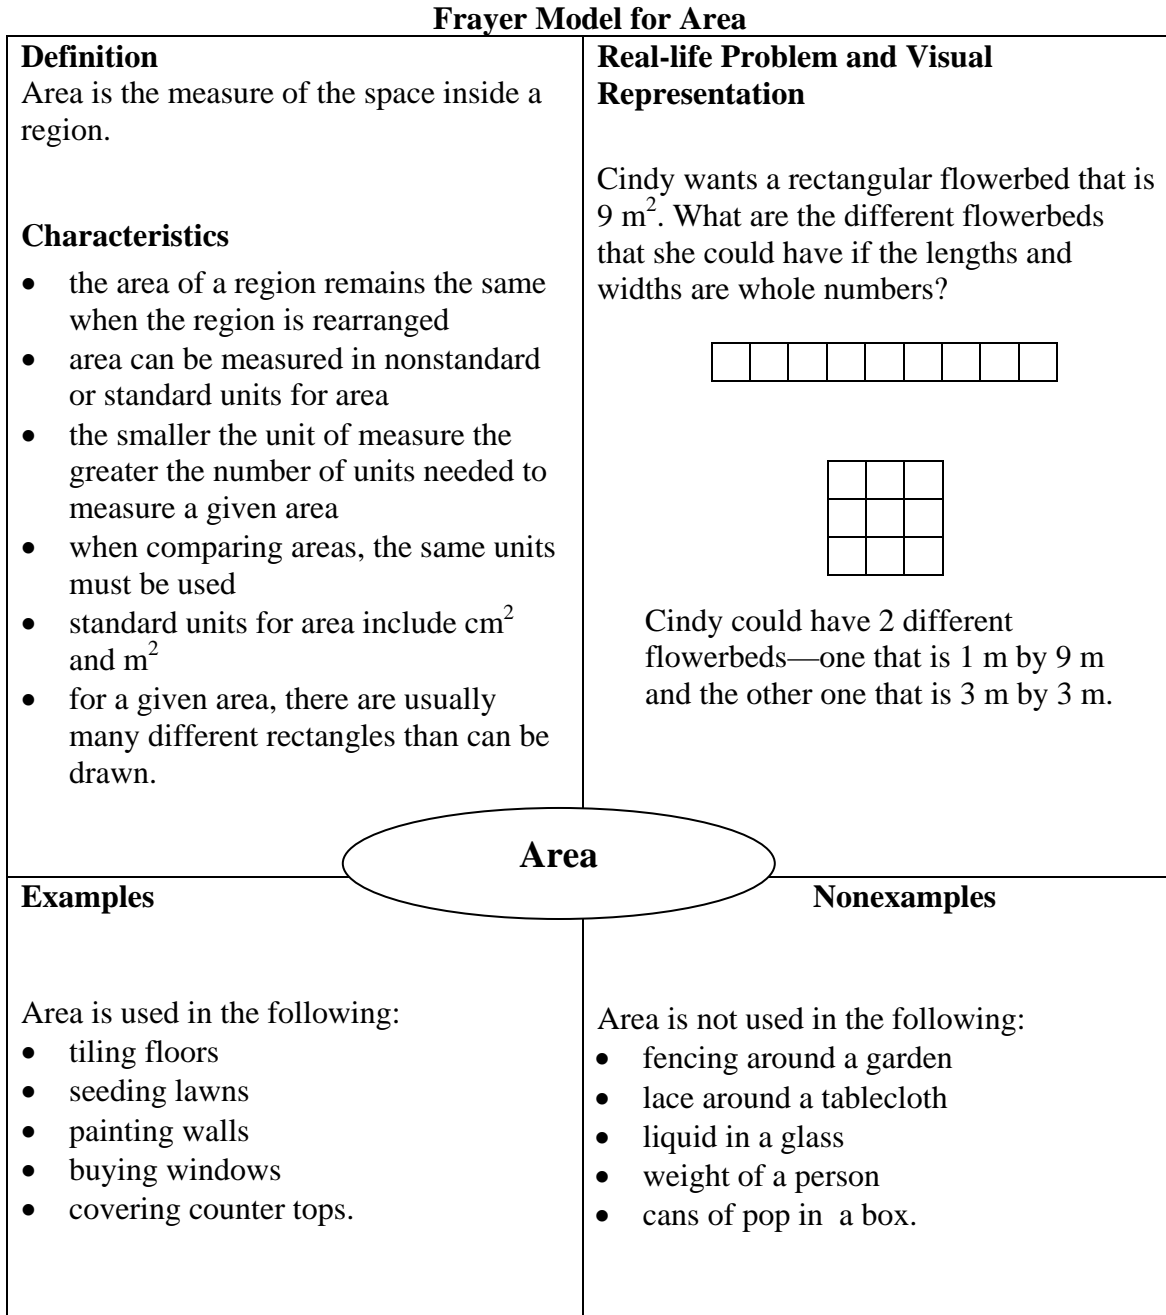 Frayer Model for Area
Definition
Area is the measure of the space inside a
region.
Characteristics
• the area of a region remains the same
when the region is rearranged
• area can be measured in nonstandard
or standard units for area
• the smaller the unit of measure the
greater the number of units needed to
measure a given area
• when comparing areas, the same units
must be used
• standard units for area include cm²
and m²
• for a given area, there are usually
many different rectangles than can be
drawn.
Real-life Problem and Visual
Representation
Cindy wants a rectangular flowerbed that is
9 m². What are the different flowerbeds
that she could have if the lengths and
widths are whole numbers?
Cindy could have 2 different
flowerbeds—one that is 1 m by 9 m
and the other one that is 3 m by 3 m.
Area
Examples
Area is used in the following:
• tiling floors
• seeding lawns
• painting walls
• buying windows
• covering counter tops.
Nonexamples
Area is not used in the following:
• fencing around a garden
• lace around a tablecloth
• liquid in a glass
• weight of a person
• cans of pop in a box.